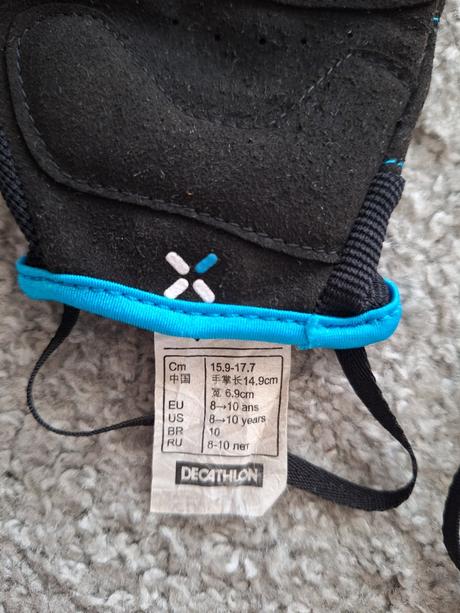 Cm 15.9-17.7
中国 手掌长14.9cm
宽 6.9cm
EU 8→10 ans
US 8→10 years
BR 10
RU 8-10 лет
DECATHLON